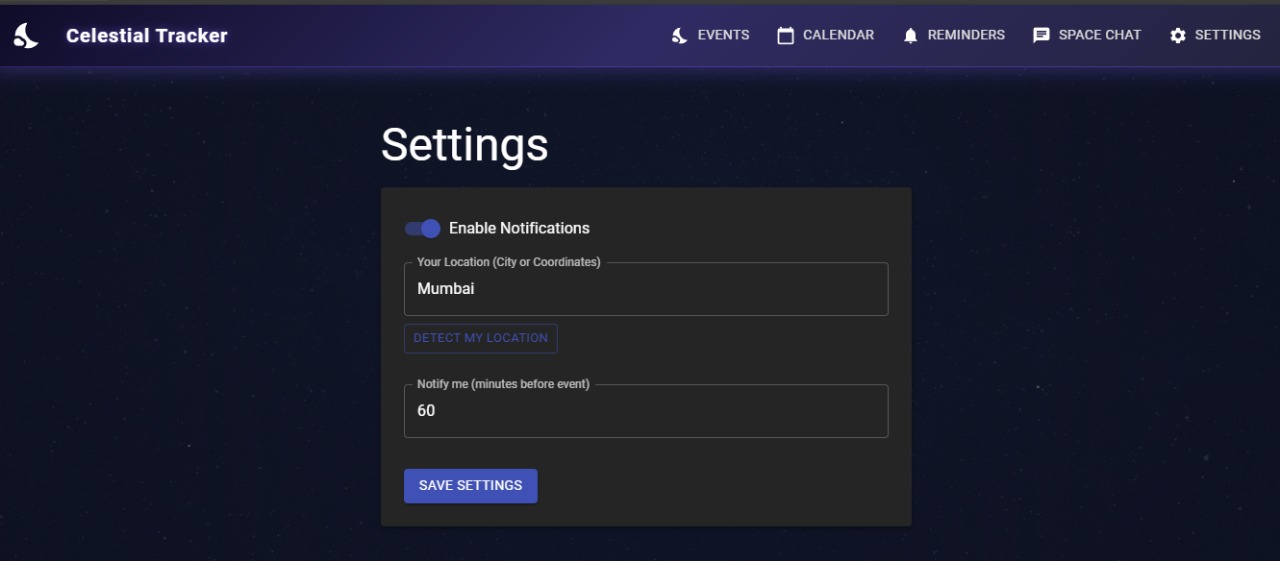 Celestial Tracker
EVENTS
CALENDAR
REMINDERS
SPACE CHAT
SETTINGS
Settings
Enable Notifications
Your Location (City or Coordinates)
Mumbai
DETECT MY LOCATION
Notify me (minutes before event)
60
SAVE SETTINGS